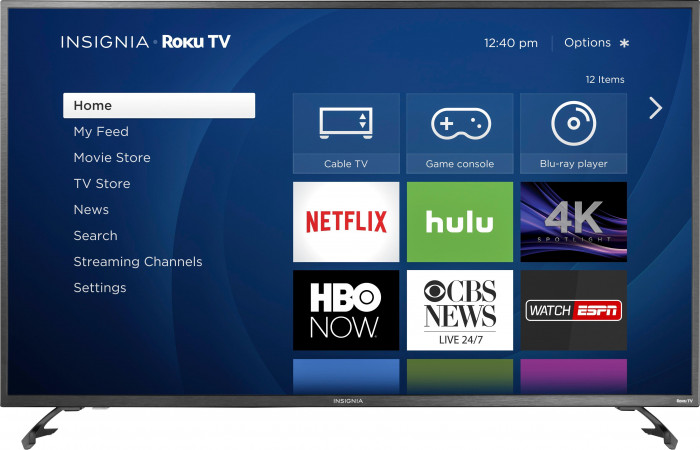 INSIGNIA · Roku TV
12:40 pm | Options *
12 Items
Home
My Feed
Movie Store
TV Store
News
Search
Streaming Channels
Settings
Cable TV
Game console
Blu-ray player
NETFLIX
hulu
4K
SPOTLIGHT
HBO
NOW
CBS
NEWS
LIVE 24/7
WATCH ESPN
INSIGNIA
Roku TV